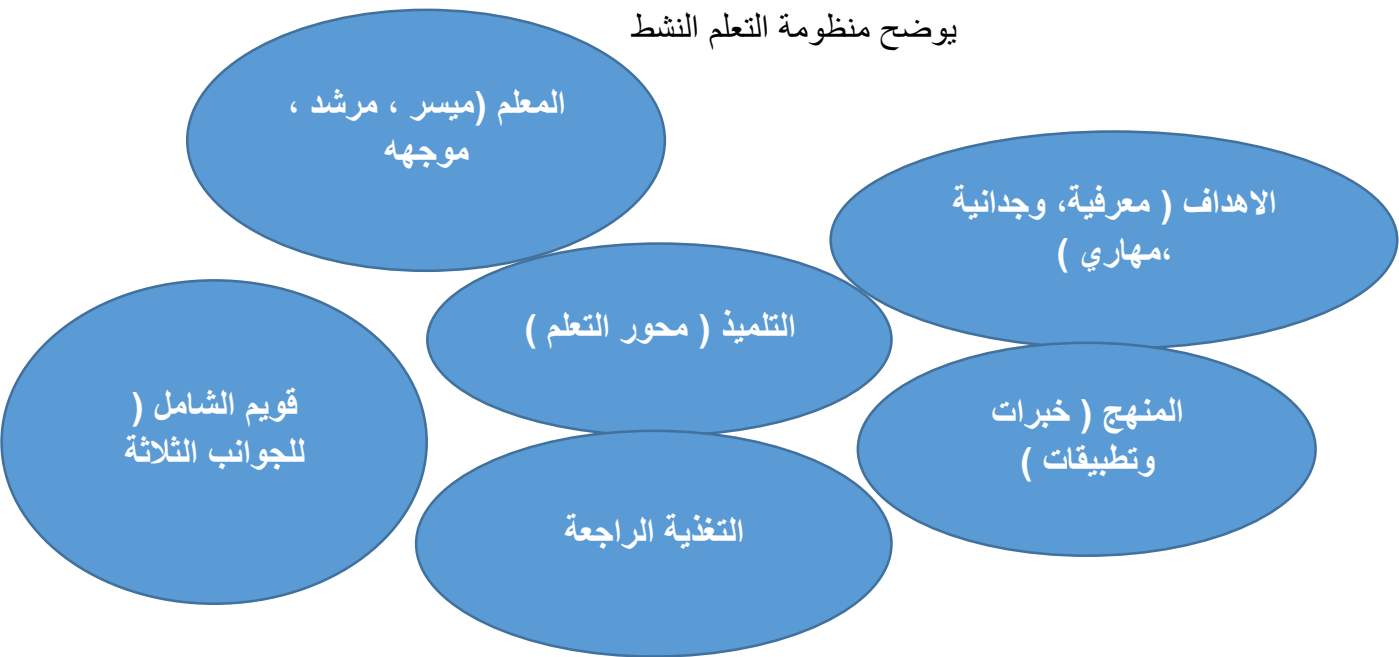 يوضح منظومة التعلم النشط
المعلم (ميسر ، مرشد ،
موجهه
الاهداف ( معرفية، وجدانية
،مهاري )
التلميذ ( محور التعلم )
المنهج ( خبرات
وتطبيقات )
قويم الشامل (
للجوانب الثلاثة
التغذية الراجعة